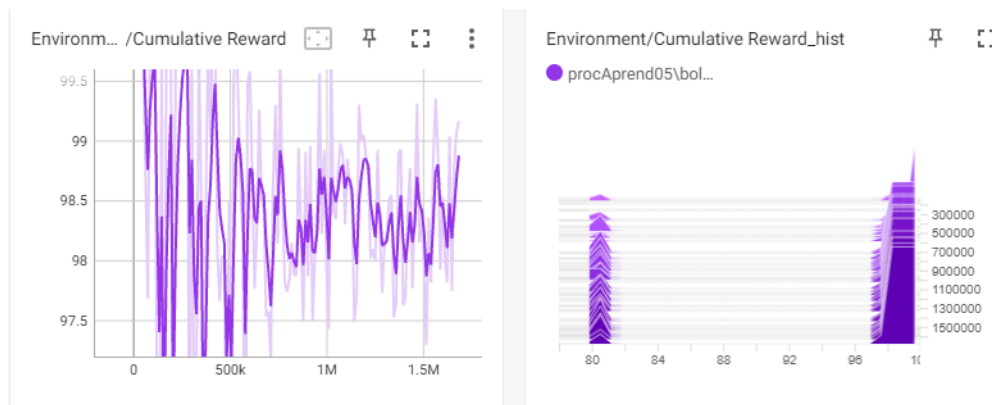 Environm... /Cumulative Reward
99.5
99
98.5
98
97.5
0 500k 1M 1.5M
Environment/Cumulative Reward_hist
procAprend05\bol...
300000
500000
700000
900000
1100000
1300000
1500000
80 84 88 92 96